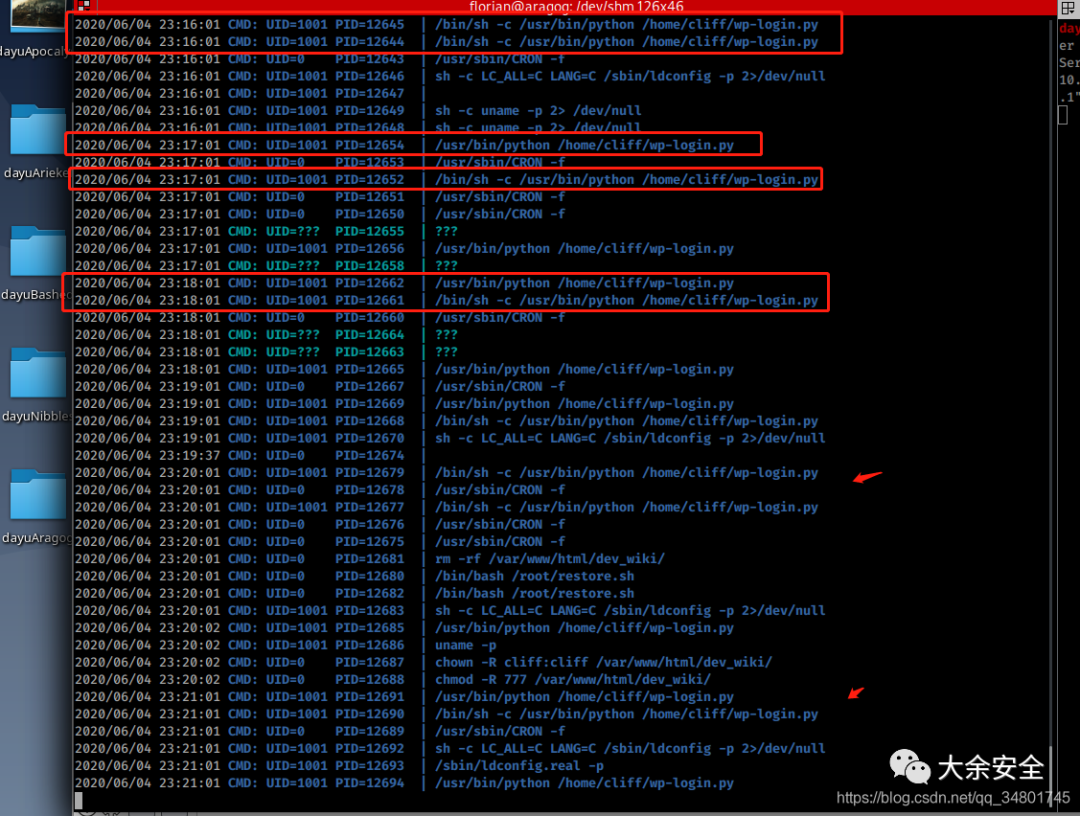 florian@aragog: /dev/shm 126x46
2020/06/04 23:16:01 CMD: UID=1001 PID=12645 | /bin/sh -c /usr/bin/python /home/cliff/wp-login.py
2020/06/04 23:16:01 CMD: UID=1001 PID=12644 | /bin/sh -c /usr/bin/python /home/cliff/wp-login.py
2020/06/04 23:16:01 CMD: UID=0 PID=12643 | /usr/sbin/CRON -f
2020/06/04 23:16:01 CMD: UID=1001 PID=12646 | sh -c LC_ALL=C LANG=C /sbin/ldconfig -p 2>/dev/null
2020/06/04 23:16:01 CMD: UID=1001 PID=12647 |
2020/06/04 23:16:01 CMD: UID=1001 PID=12649 | sh -c uname -p 2> /dev/null
2020/06/04 23:16:01 CMD: UID=1001 PID=12648 | sh -c uname -p 2> /dev/null
2020/06/04 23:17:01 CMD: UID=1001 PID=12654 | /usr/bin/python /home/cliff/wp-login.py
2020/06/04 23:17:01 CMD: UID=0 PID=12653 | /usr/sbin/CRON -f
2020/06/04 23:17:01 CMD: UID=1001 PID=12652 | /bin/sh -c /usr/bin/python /home/cliff/wp-login.py
2020/06/04 23:17:01 CMD: UID=0 PID=12651 | /usr/sbin/CRON -f
2020/06/04 23:17:01 CMD: UID=0 PID=12650 | /usr/sbin/CRON -f
2020/06/04 23:17:01 CMD: UID=??? PID=12655 | ???
2020/06/04 23:17:01 CMD: UID=1001 PID=12656 | /usr/bin/python /home/cliff/wp-login.py
2020/06/04 23:17:01 CMD: UID=??? PID=12658 | ???
2020/06/04 23:18:01 CMD: UID=1001 PID=12662 | /usr/bin/python /home/cliff/wp-login.py
2020/06/04 23:18:01 CMD: UID=1001 PID=12661 | /bin/sh -c /usr/bin/python /home/cliff/wp-login.py
2020/06/04 23:18:01 CMD: UID=0 PID=12660 | /usr/sbin/CRON -f
2020/06/04 23:18:01 CMD: UID=??? PID=12664 | ???
2020/06/04 23:18:01 CMD: UID=??? PID=12663 | ???
2020/06/04 23:18:01 CMD: UID=1001 PID=12665 | /usr/bin/python /home/cliff/wp-login.py
2020/06/04 23:19:01 CMD: UID=0 PID=12667 | /usr/sbin/CRON -f
2020/06/04 23:19:01 CMD: UID=1001 PID=12669 | /usr/bin/python /home/cliff/wp-login.py
2020/06/04 23:19:01 CMD: UID=1001 PID=12668 | /bin/sh -c /usr/bin/python /home/cliff/wp-login.py
2020/06/04 23:19:01 CMD: UID=1001 PID=12670 | sh -c LC_ALL=C LANG=C /sbin/ldconfig -p 2>/dev/null
2020/06/04 23:19:37 CMD: UID=0 PID=12674 |
2020/06/04 23:20:01 CMD: UID=1001 PID=12679 | /bin/sh -c /usr/bin/python /home/cliff/wp-login.py
2020/06/04 23:20:01 CMD: UID=0 PID=12678 | /usr/sbin/CRON -f
2020/06/04 23:20:01 CMD: UID=1001 PID=12677 | /bin/sh -c /usr/bin/python /home/cliff/wp-login.py
2020/06/04 23:20:01 CMD: UID=0 PID=12676 | /usr/sbin/CRON -f
2020/06/04 23:20:01 CMD: UID=0 PID=12675 | /usr/sbin/CRON -f
2020/06/04 23:20:01 CMD: UID=0 PID=12681 | rm -rf /var/www/html/dev_wiki/
2020/06/04 23:20:01 CMD: UID=0 PID=12680 | /bin/bash /root/restore.sh
2020/06/04 23:20:01 CMD: UID=0 PID=12682 | /bin/bash /root/restore.sh
2020/06/04 23:20:01 CMD: UID=1001 PID=12683 | sh -c LC_ALL=C LANG=C /sbin/ldconfig -p 2>/dev/null
2020/06/04 23:20:02 CMD: UID=1001 PID=12685 | /usr/bin/python /home/cliff/wp-login.py
2020/06/04 23:20:02 CMD: UID=1001 PID=12686 | uname -p
2020/06/04 23:20:02 CMD: UID=0 PID=12687 | chown -R cliff:cliff /var/www/html/dev_wiki/
2020/06/04 23:20:02 CMD: UID=0 PID=12688 | chmod -R 777 /var/www/html/dev_wiki/
2020/06/04 23:21:01 CMD: UID=1001 PID=12691 | /usr/bin/python /home/cliff/wp-login.py
2020/06/04 23:21:01 CMD: UID=1001 PID=12690 | /bin/sh -c /usr/bin/python /home/cliff/wp-login.py
2020/06/04 23:21:01 CMD: UID=0 PID=12689 | /usr/sbin/CRON -f
2020/06/04 23:21:01 CMD: UID=1001 PID=12692 | sh -c LC_ALL=C LANG=C /sbin/ldconfig -p 2>/dev/null
2020/06/04 23:21:01 CMD: UID=1001 PID=12693 | /sbin/ldconfig.real -p
2020/06/04 23:21:01 CMD: UID=1001 PID=12694 | /usr/bin/python /home/cliff/wp-login.py
dayuApocaly
dayuArieke
dayuBashed
dayuNibbles
dayuAragog
day
er
Ser
10.
.1"
大余安全
https://blog.csdn.net/qq_34801745